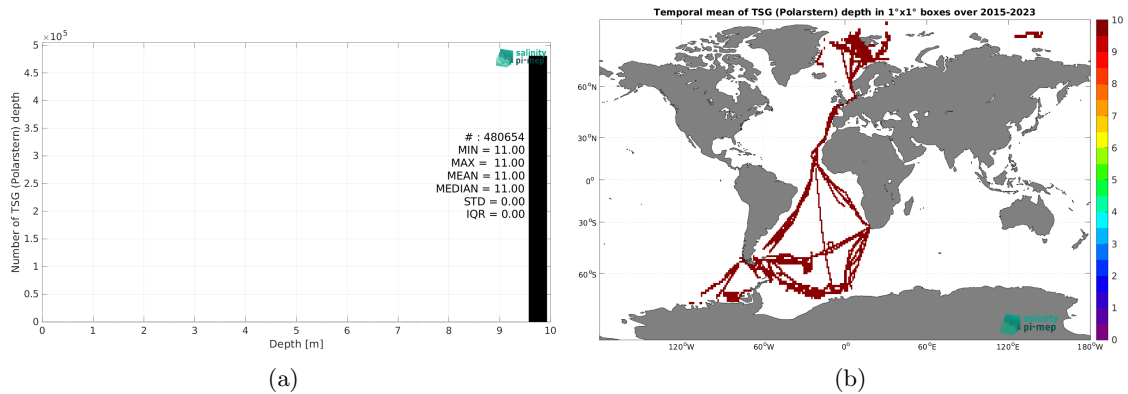 ×10⁵
5
4.5
4
3.5
3
2.5
2
1.5
1
0.5
0
Number of TSG (Polarstern) depth
salinity
pi-mep
# : 480654
MIN = 11.00
MAX = 11.00
MEAN = 11.00
MEDIAN = 11.00
STD = 0.00
IQR = 0.00
0 1 2 3 4 5 6 7 8 9 10
Depth [m]
(a)
Temporal mean of TSG (Polarstern) depth in 1°x1° boxes over 2015-2023
60°N
30°N
0°
30°S
60°S
120°W 60°W 0° 60°E 120°E 180°W
salinity
pi-mep
10
9
8
7
6
5
4
3
2
1
0
(b)